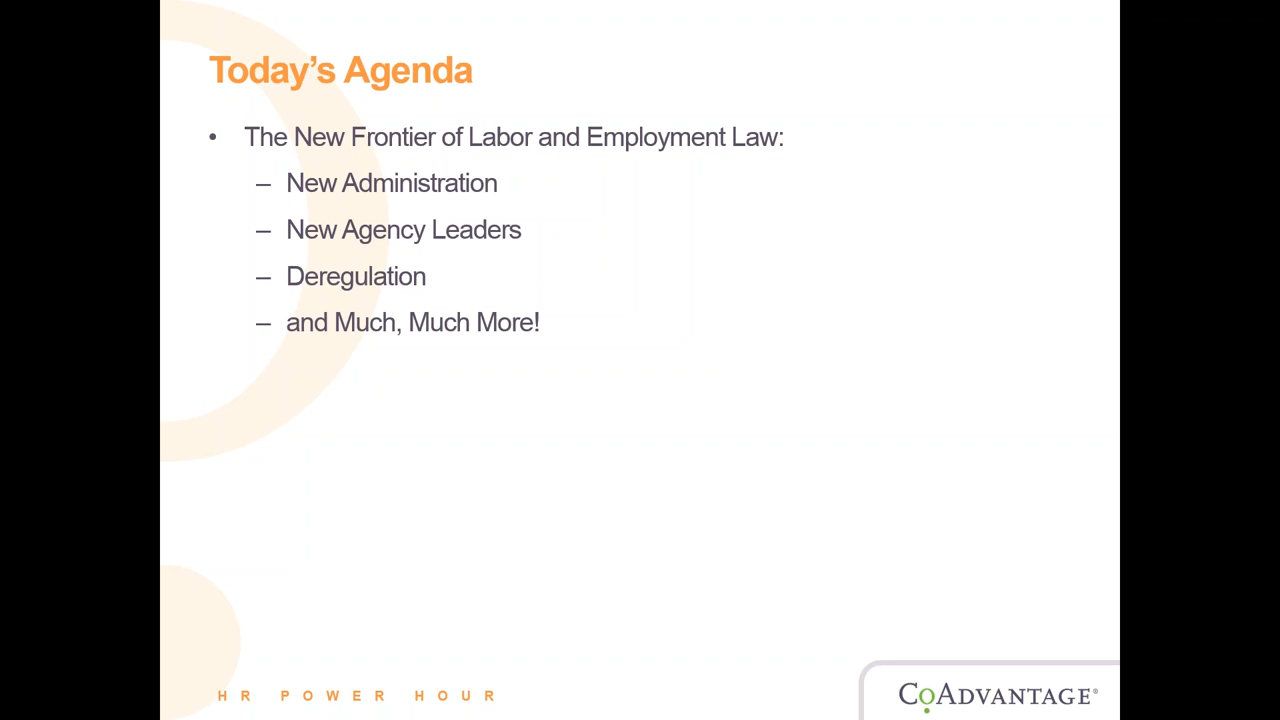 Today’s Agenda
• The New Frontier of Labor and Employment Law:
– New Administration
– New Agency Leaders
– Deregulation
– and Much, Much More!
HR POWER HOUR
CoAdvantage®